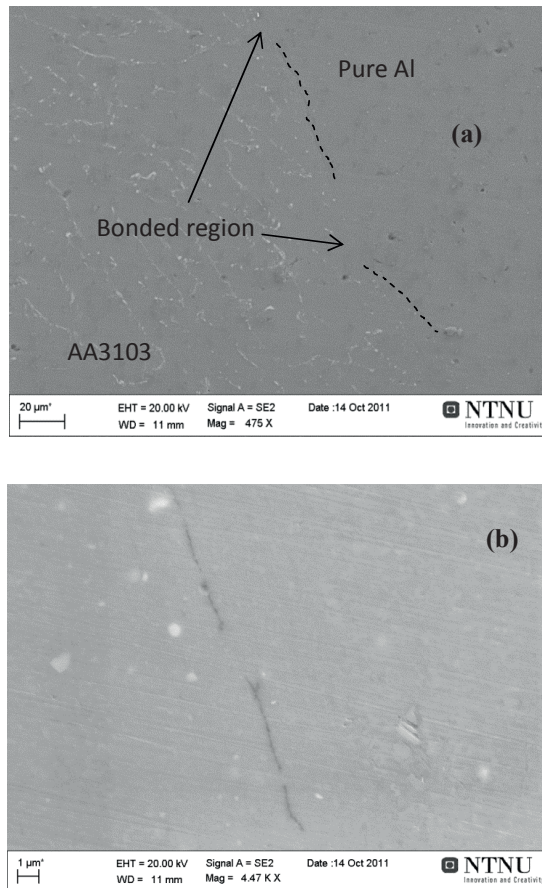 Pure Al
(a)
Bonded region
AA3103
20 µm*
EHT = 20.00 kV
Signal A = SE2
Date :14 Oct 2011
WD = 11 mm
Mag = 475 X
NTNU
Innovation and Creativit
(b)
1 µm*
EHT = 20.00 kV
Signal A = SE2
Date :14 Oct 2011
WD = 11 mm
Mag = 4.47 K X
NTNU
Innovation and Creativit